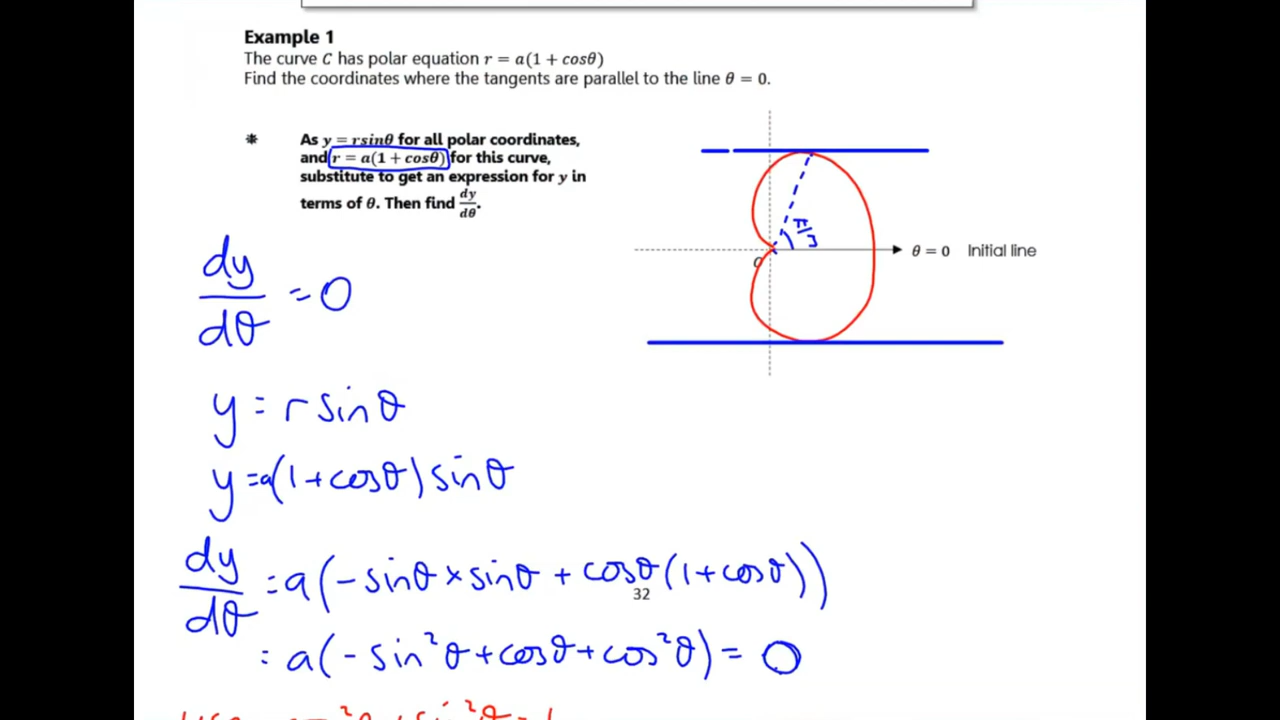 Example 1
The curve C has polar equation r = a(1 + cosθ)
Find the coordinates where the tangents are parallel to the line θ = 0.
* As y = rsinθ for all polar coordinates,
and r = a(1 + cosθ) for this curve,
substitute to get an expression for y in
terms of θ. Then find dy/dθ.
π/3
θ = 0 Initial line
dy/dθ = 0
y = r sinθ
y = a(1+cosθ) sinθ
dy/dθ = a(-sinθ × sinθ + cosθ(1+cosθ))
32
= a(-sin²θ + cosθ + cos²θ) = 0